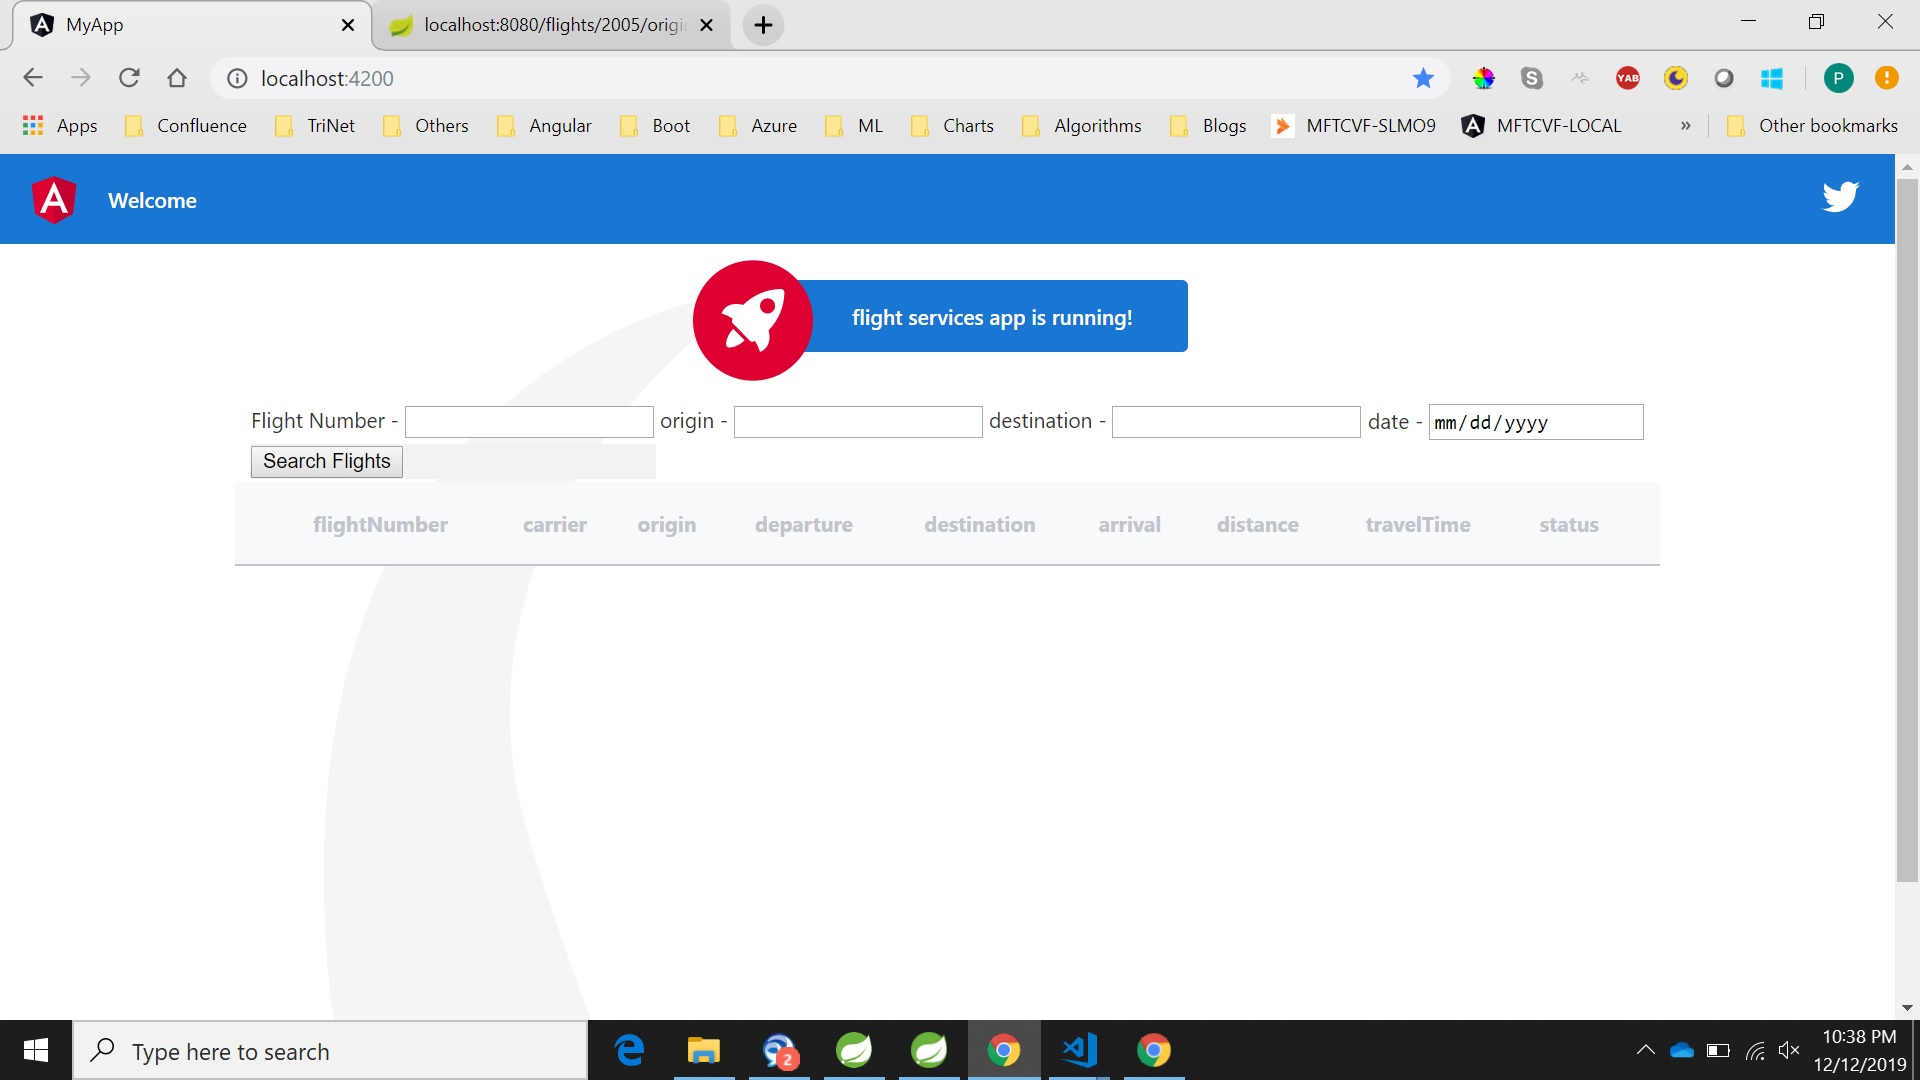 MyApp
localhost:8080/flights/2005/origi
localhost:4200
S
YAB
P
Apps Confluence TriNet Others Angular Boot Azure ML Charts Algorithms Blogs MFTCVF-SLMO9 MFTCVF-LOCAL » Other bookmarks
Welcome
flight services app is running!
Flight Number - origin - destination - date - mm/dd/yyyy
Search Flights
flightNumber carrier origin departure destination arrival distance travelTime status
Type here to search
2
10:38 PM
12/12/2019